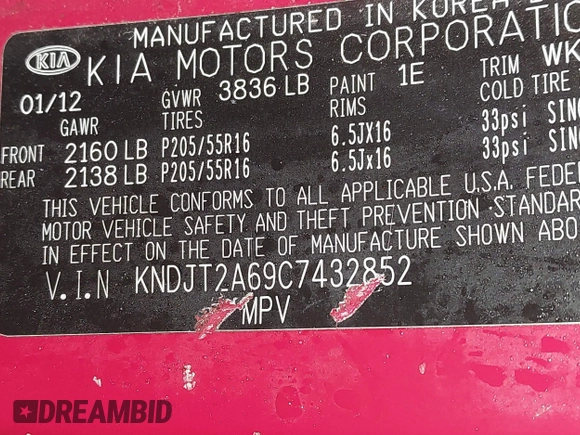 MANUFACTURED IN KOREA
KIA KIA MOTORS CORPORATION
01/12 GVWR 3836 LB PAINT 1E TRIM WK
GAWR TIRES RIMS COLD TIRE
FRONT 2160 LB P205/55R16 6.5JX16 33psi SING
REAR 2138 LB P205/55R16 6.5Jx16 33psi SING
THIS VEHICLE CONFORMS TO ALL APPLICABLE U.S.A. FEDE
MOTOR VEHICLE SAFETY AND THEFT PREVENTION STANDAR
IN EFFECT ON THE DATE OF MANUFACTURE SHOWN ABO
V.I.N KNDJT2A69C7432852
MPV
DREAMBID